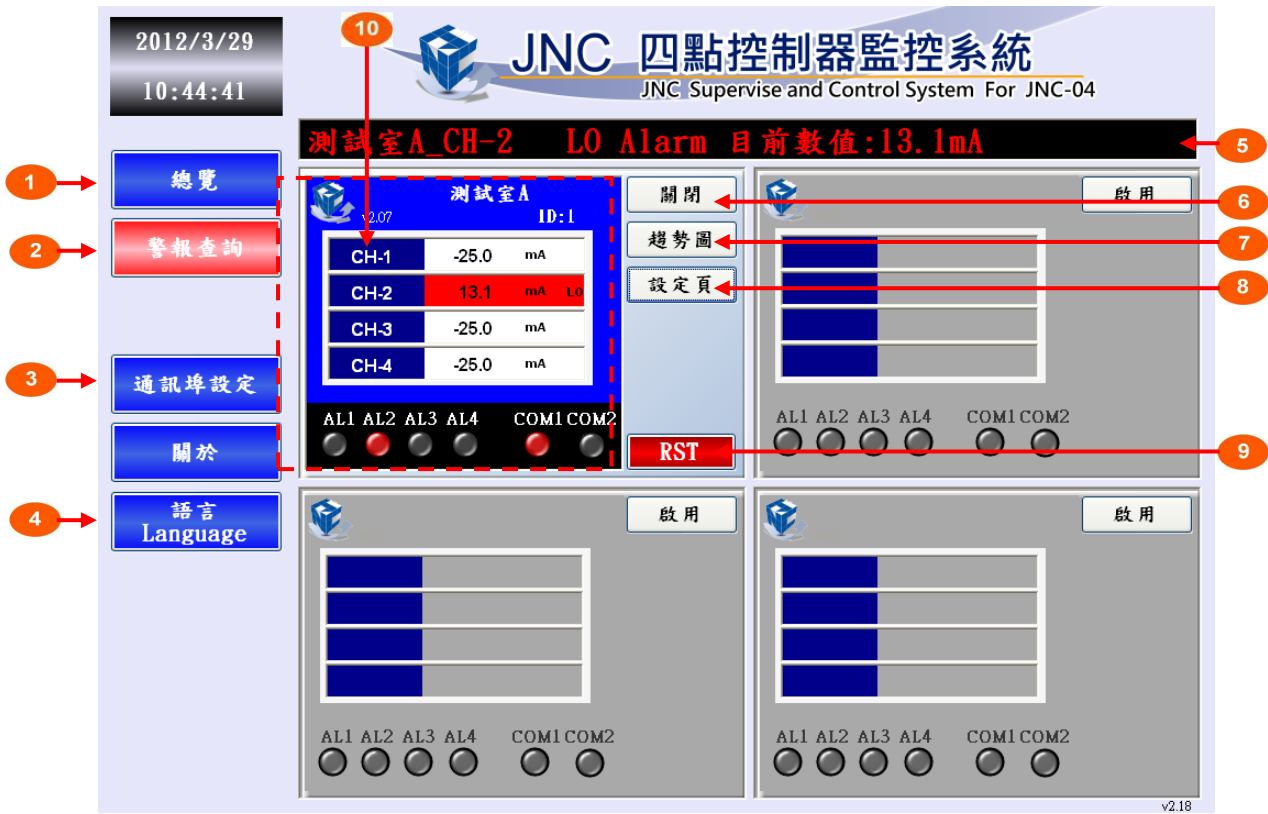 2012/3/29
10:44:41
10
JNC 四點控制器監控系統
JNC Supervise and Control System For JNC-04
測試室A_CH-2 LO Alarm 目前數值:13.1mA
5
1
總覽
2
警報查詢
3
通訊埠設定
關於
4
語言
Language
測試室A
v2.07
ID:1
CH-1 -25.0 mA
CH-2 13.1 mA LO
CH-3 -25.0 mA
CH-4 -25.0 mA
AL1 AL2 AL3 AL4 COM1 COM2
關閉
6
趨勢圖
7
設定頁
8
RST
9
啟用
AL1 AL2 AL3 AL4 COM1 COM2
啟用
AL1 AL2 AL3 AL4 COM1 COM2
啟用
AL1 AL2 AL3 AL4 COM1 COM2
v2.18